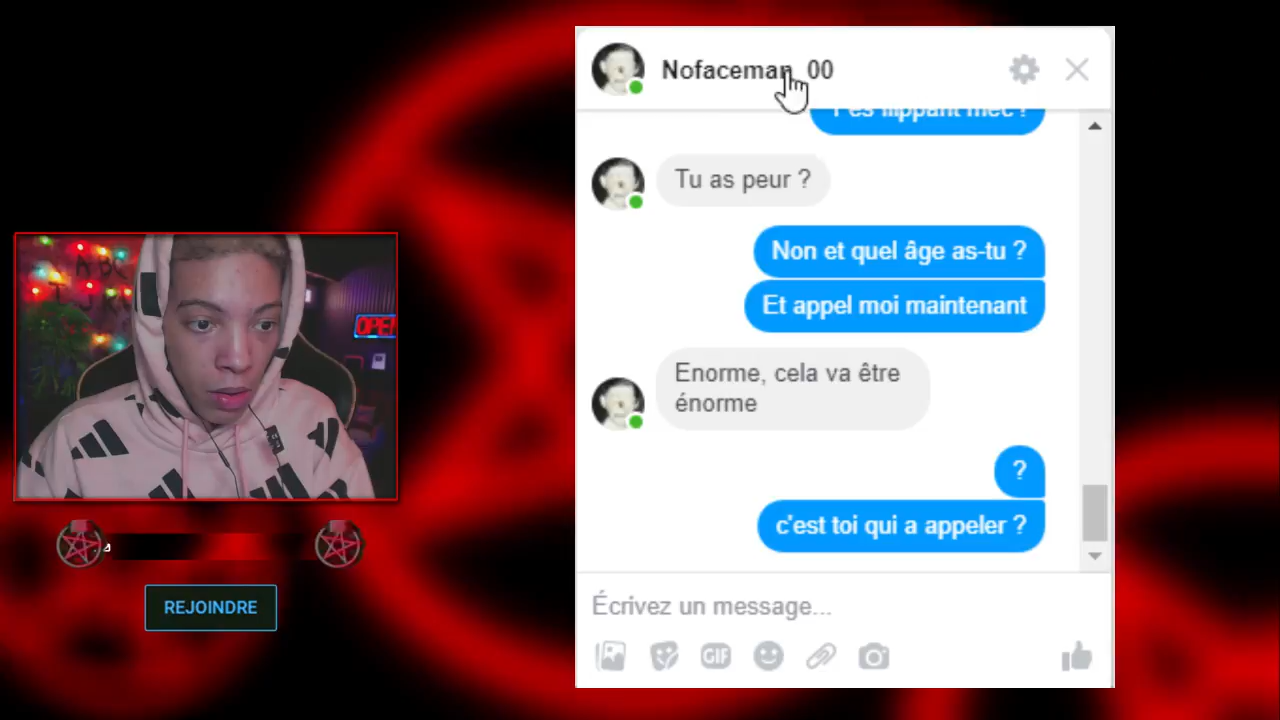 Nofaceman_00
T'es flippant mec ?
Tu as peur ?
Non et quel âge as-tu ?
Et appel moi maintenant
Enorme, cela va être
énorme
?
c'est toi qui a appeler ?
Écrivez un message...
GIF
A BC
OPEN
REJOINDRE